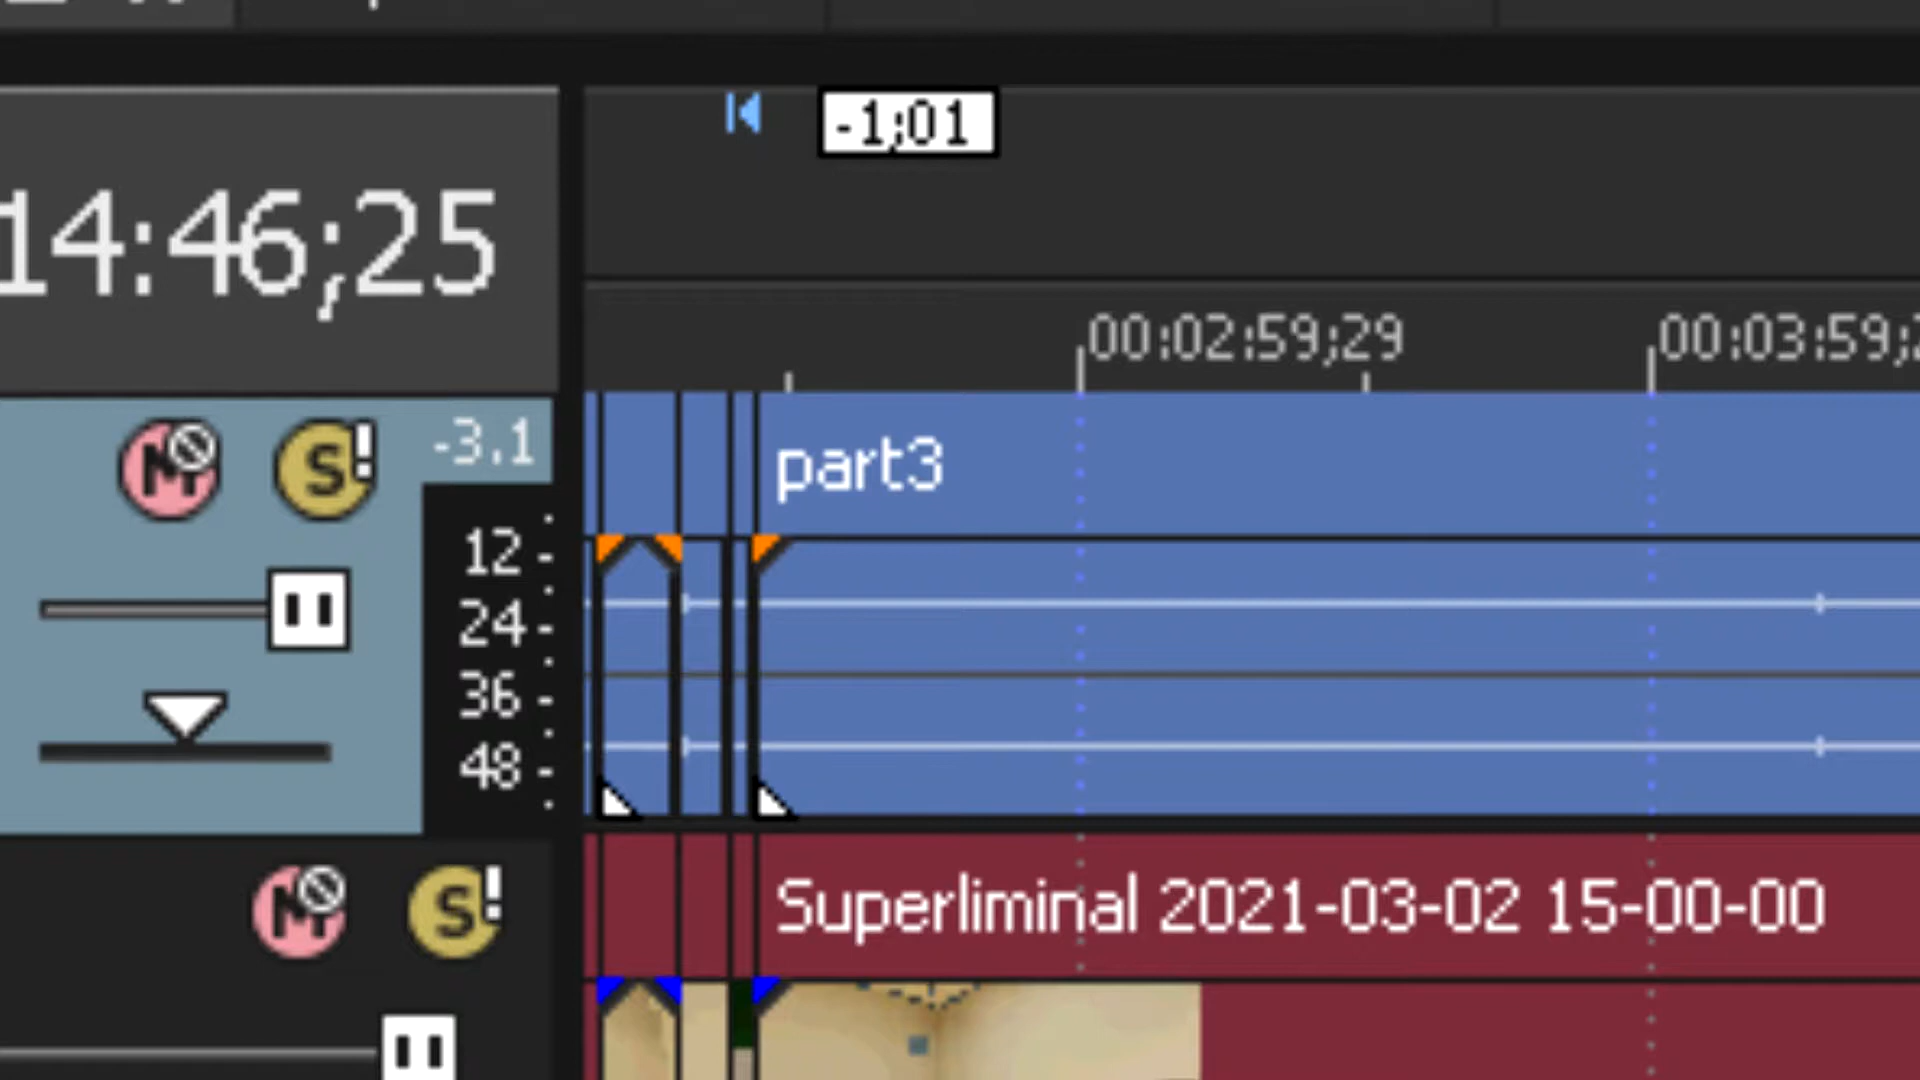 -1;01
14:46;25
00:02:59;29
00:03:59;2
M S! -3.1
part3
12 -
24 -
36 -
48 -
M S!
Superliminal 2021-03-02 15-00-00